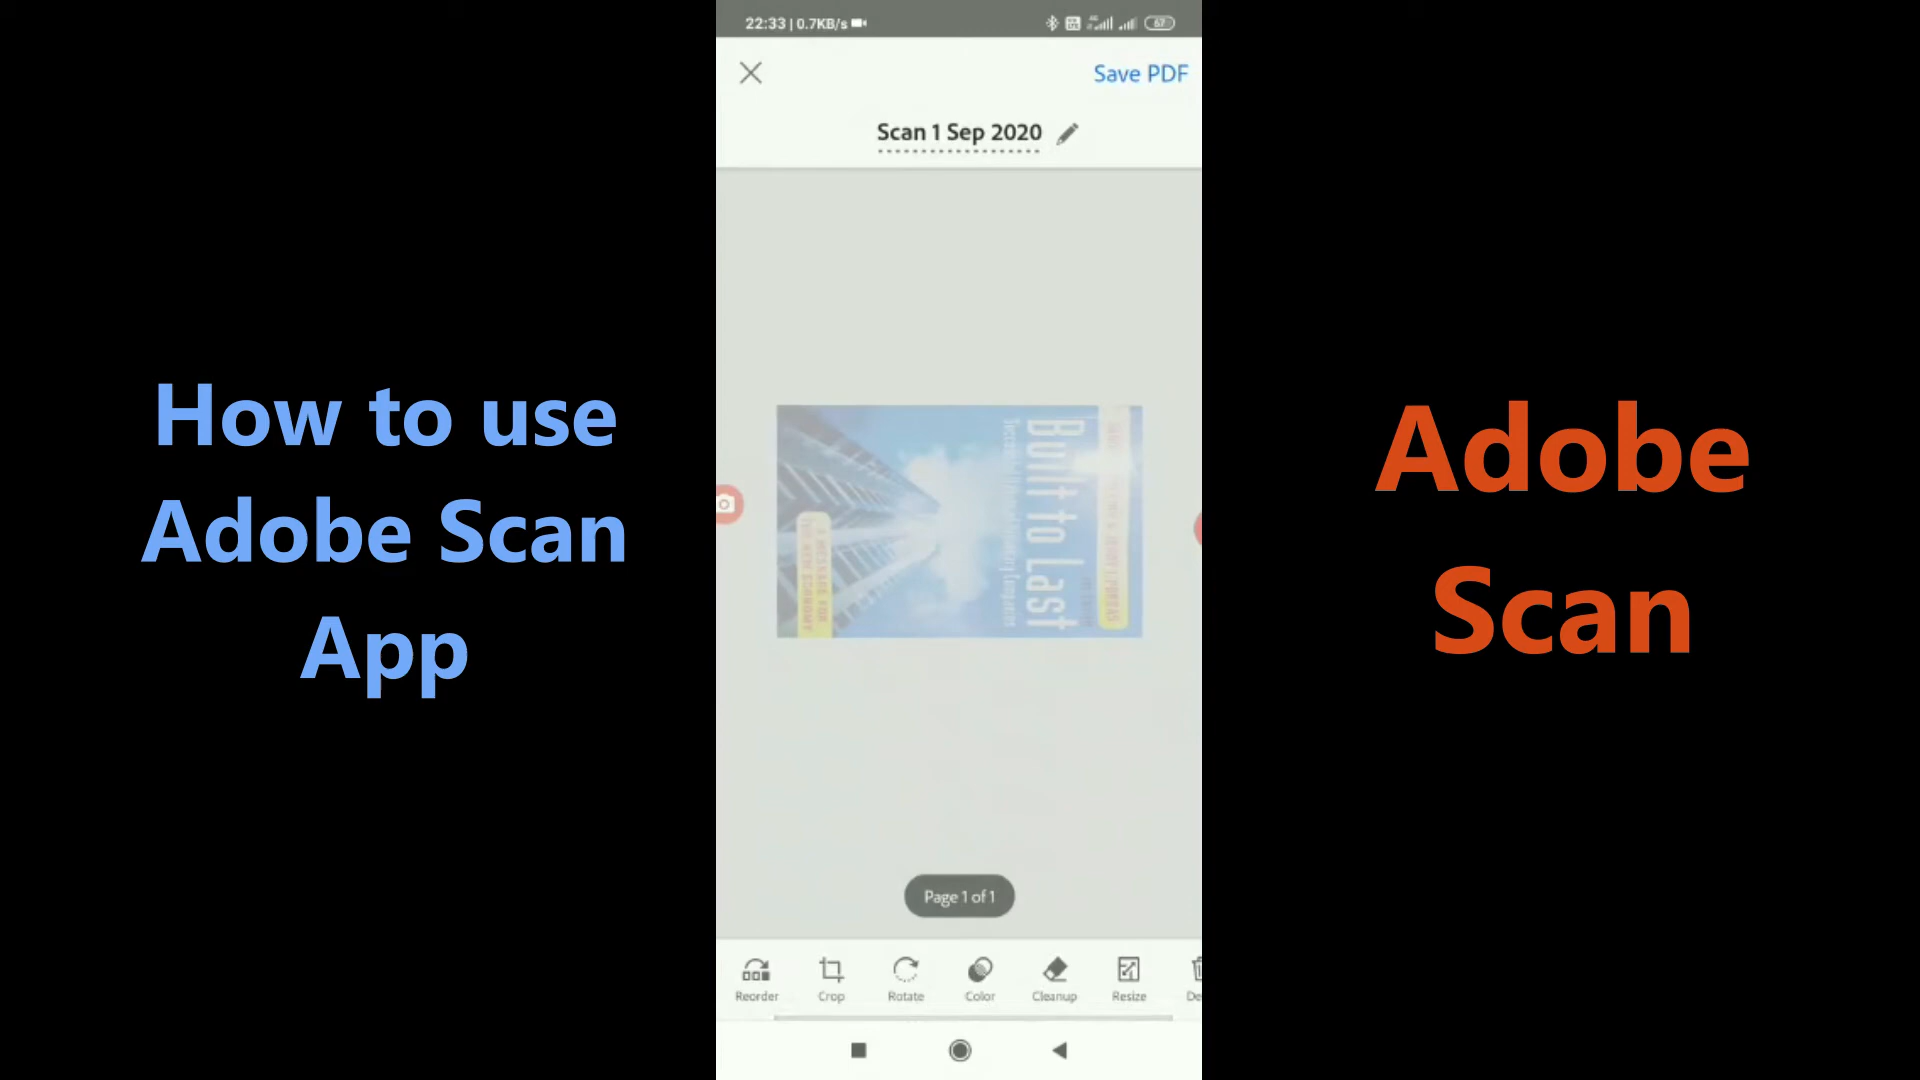 How to use
Adobe Scan
App
22:33 | 0.7KB/s
67
Save PDF
Scan 1 Sep 2020
Built to Last
Page 1 of 1
Reorder
Crop
Rotate
Color
Cleanup
Resize
Adobe
Scan